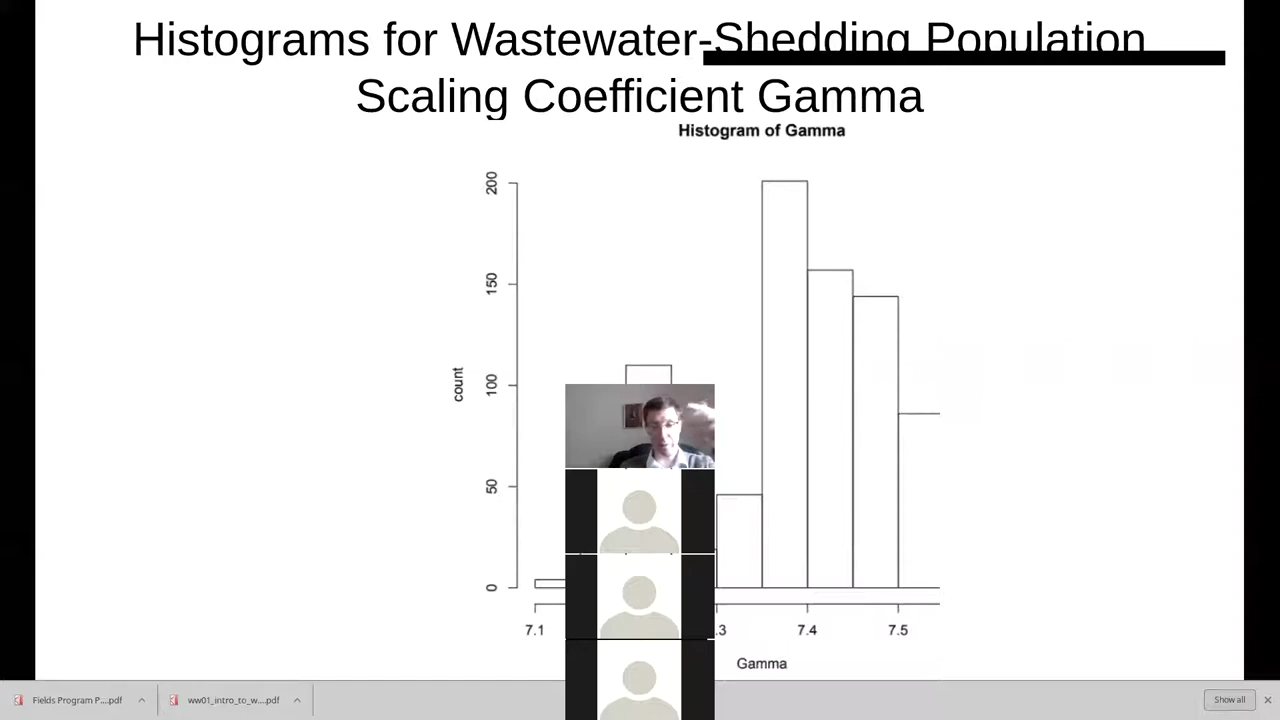 Histograms for Wastewater-Shedding Population
Scaling Coefficient Gamma
Histogram of Gamma
200
150
100
50
0
count
7.1
.3
7.4
7.5
Gamma
Fields Program P....pdf
ww01_intro_to_w....pdf
Show all